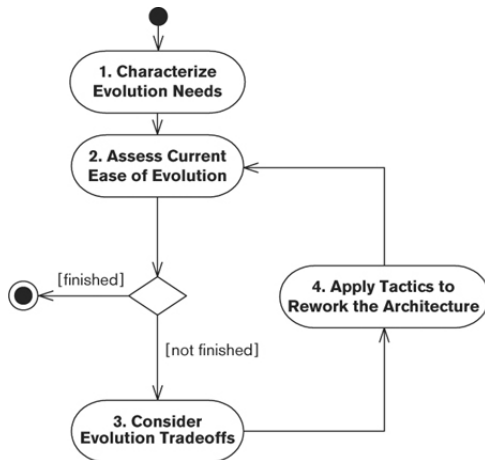 1. Characterize
Evolution Needs
2. Assess Current
Ease of Evolution
[finished]
4. Apply Tactics to
Rework the Architecture
[not finished]
3. Consider
Evolution Tradeoffs